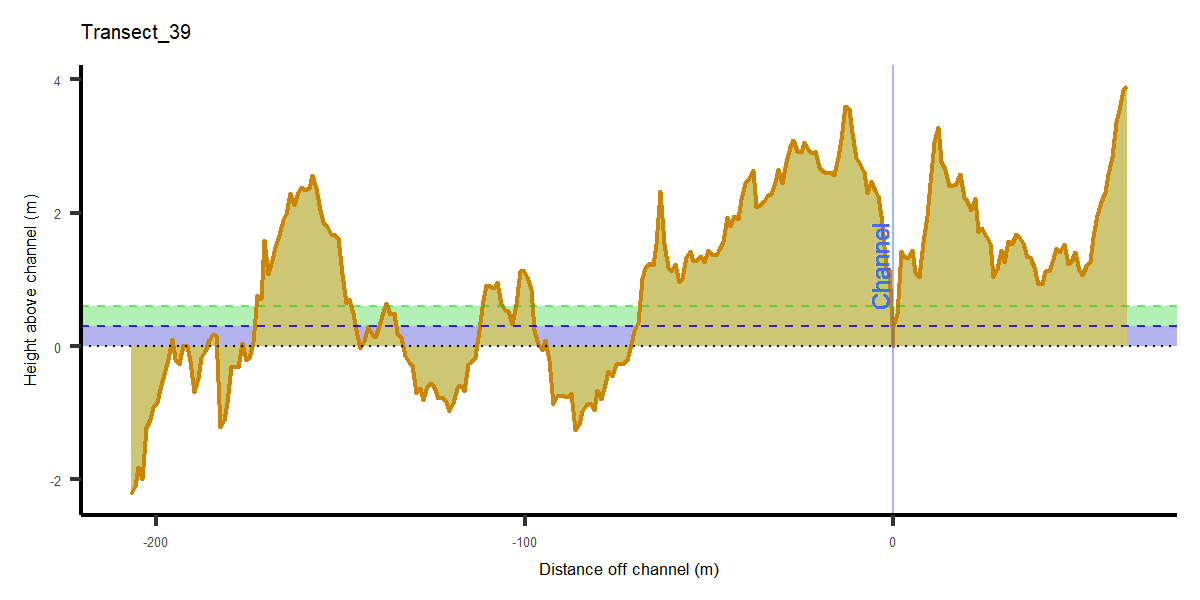 Transect_39
Height above channel (m)
4
2
0
-2
Channel
-200
-100
0
Distance off channel (m)